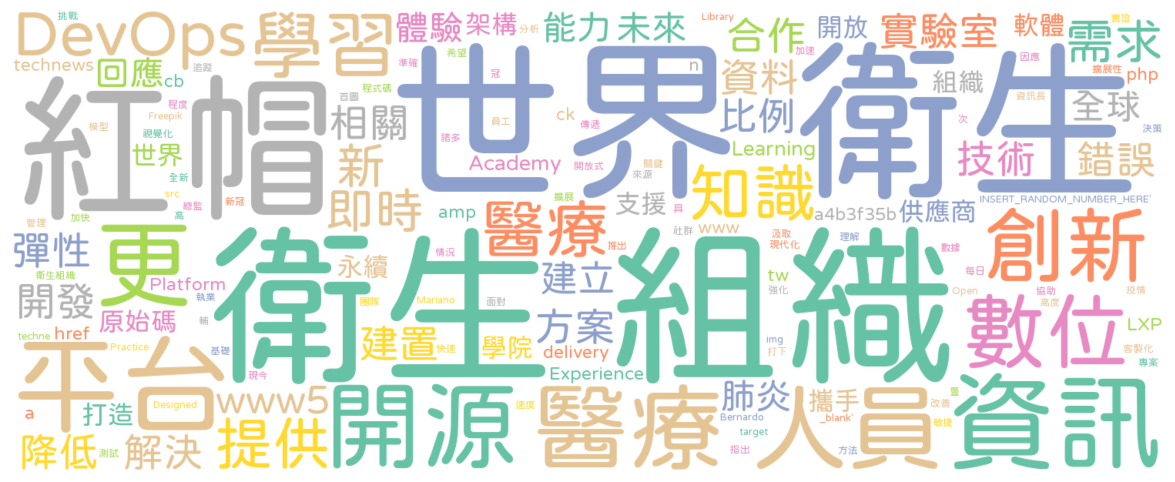 挑戰
DevOps
technews
回應
cb
追蹤
學習
體驗
架構
分析
能力
未來
Library
加速
合作
開放
實驗室
軟體
實證
需求
因應
擴展性
php
資訊長
全球
決策
組織
資料
n
比例
紅帽
程度
Freepik
模型
視覺化
世界
全新
src
總監
高
加快
管理
新冠
百圖
程式碼
相關
新
即時
準確
希望
冠
諸多
員工
ck
傳遞
世界衛生
Academy
開放式
來源
關鍵
Learning
次
技術
錯誤
知識
支援
www
社群
具
a4b3f35b
供應商
INSERT_RANDOM_NUMBER_HERE'
擴展
amp
醫療
推出
彈性
更
衛生組織
開發
Platform
執業
輔
原始碼
href
techne
Practice
基礎
現今
永續
團隊
情況
Mariano
面對
建立
方案
建置
快速
學院
delivery
Experience
衛生組織
tw
強化
汲取
現代化
理解
數據
每日
Open
高度
協助
疫情
創新
數位
LXP
客製化
專案
img
打下
平台
a
打造
Designed
www5
降低
測試
解決
提供
開源
速度
醫療人員
肺炎
Bernardo
target
指出
攜手
_blank'
方法
豐
改善
敏捷
資訊